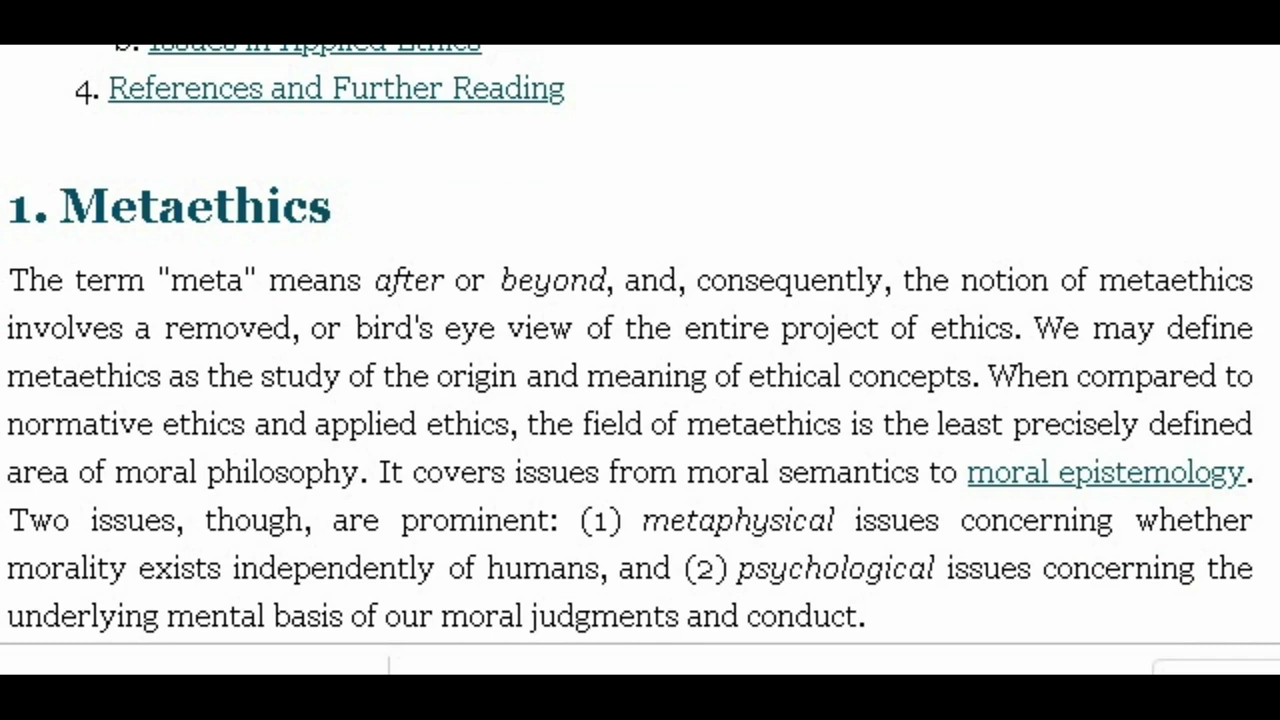 b. Issues in Applied Ethics
4. References and Further Reading
1. Metaethics
The term "meta" means after or beyond, and, consequently, the notion of metaethics
involves a removed, or bird's eye view of the entire project of ethics. We may define
metaethics as the study of the origin and meaning of ethical concepts. When compared to
normative ethics and applied ethics, the field of metaethics is the least precisely defined
area of moral philosophy. It covers issues from moral semantics to moral epistemology.
Two issues, though, are prominent: (1) metaphysical issues concerning whether
morality exists independently of humans, and (2) psychological issues concerning the
underlying mental basis of our moral judgments and conduct.